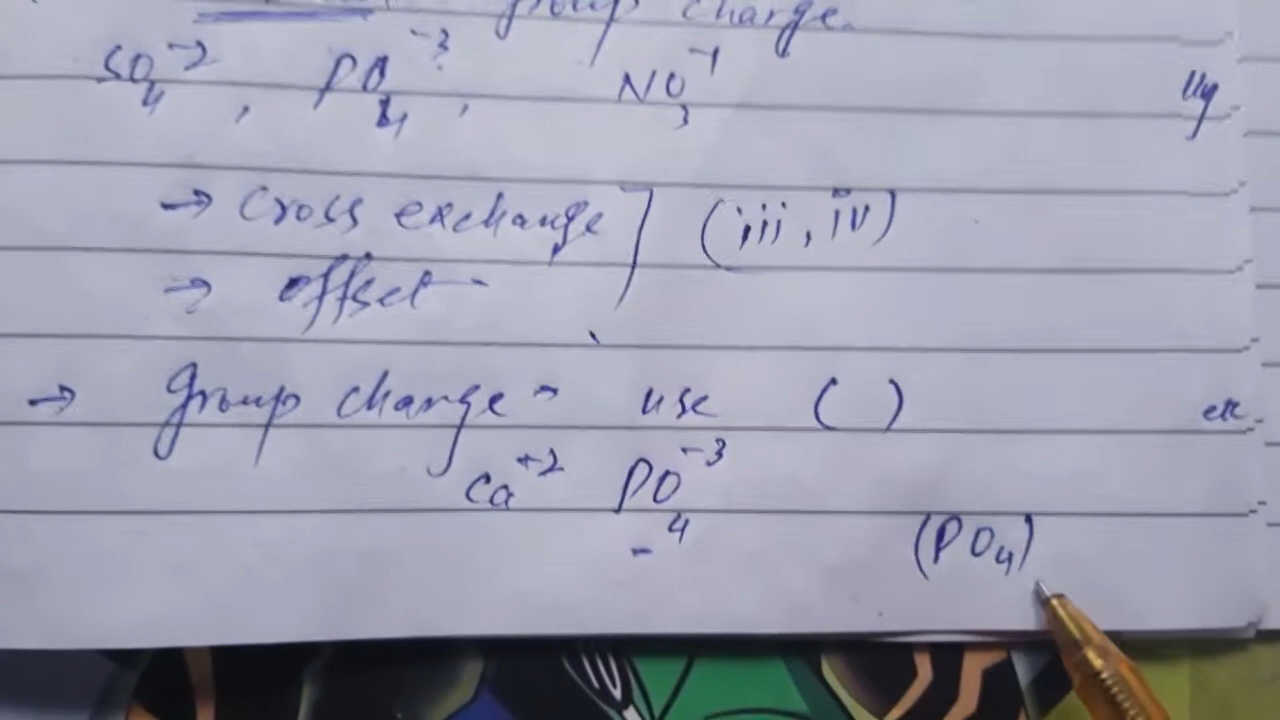 group charge.
SO₄⁻², PO₄⁻³, NO₃⁻¹
→ cross exchange ] (iii, iv)
→ offset
→ Group change - use ( )
Ca⁺² PO₄⁻³
(PO₄)